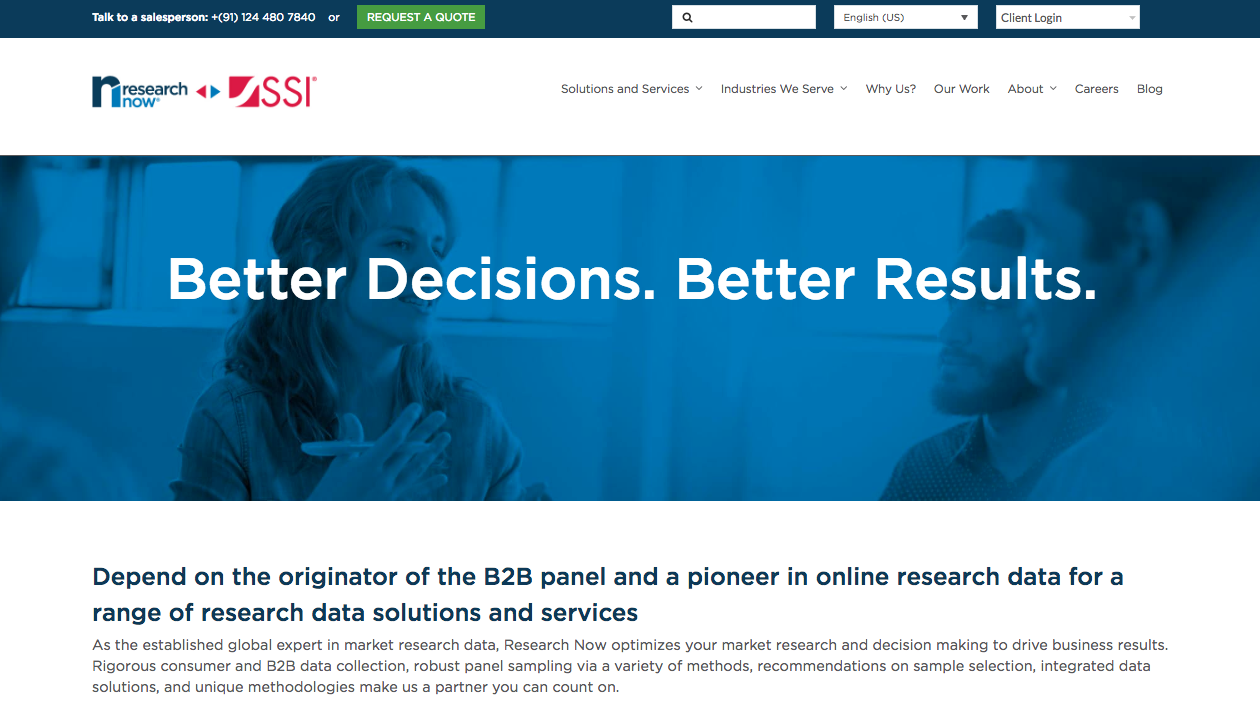 Talk to a salesperson: +(91) 124 480 7840 or REQUEST A QUOTE English (US) Client Login
research now® SSI®
Solutions and Services Industries We Serve Why Us? Our Work About Careers Blog
Better Decisions. Better Results.
Depend on the originator of the B2B panel and a pioneer in online research data for a
range of research data solutions and services
As the established global expert in market research data, Research Now optimizes your market research and decision making to drive business results.
Rigorous consumer and B2B data collection, robust panel sampling via a variety of methods, recommendations on sample selection, integrated data
solutions, and unique methodologies make us a partner you can count on.